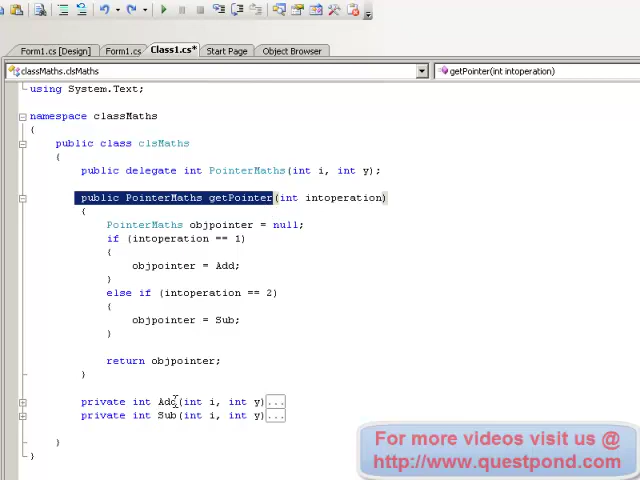 Form1.cs [Design] Form1.cs Class1.cs* Start Page Object Browser
classMaths.clsMaths getPointer(int intoperation)
using System.Text;
namespace classMaths
{
public class clsMaths
{
public delegate int PointerMaths(int i, int y);
public PointerMaths getPointer(int intoperation)
{
PointerMaths objpointer = null;
if (intoperation == 1)
{
objpointer = Add;
}
else if (intoperation == 2)
{
objpointer = Sub;
}
return objpointer;
}
private int Add(int i, int y)...
private int Sub(int i, int y)...
}
}
For more videos visit us @
http://www.questpond.com/